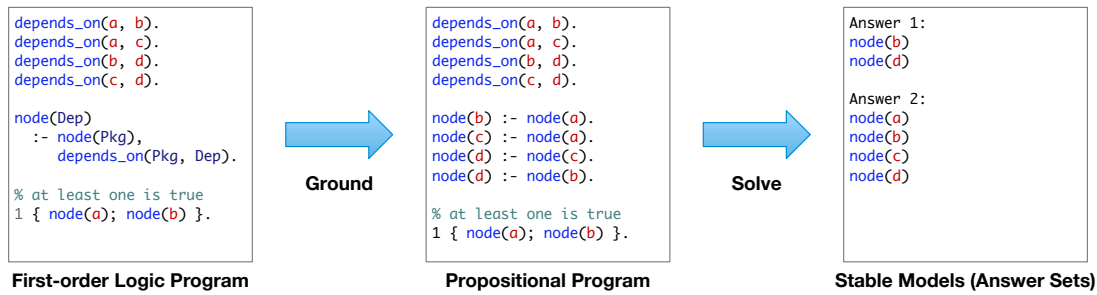 depends_on(a, b).
depends_on(a, c).
depends_on(b, d).
depends_on(c, d).
node(Dep)
:- node(Pkg),
depends_on(Pkg, Dep).
% at least one is true
1 { node(a); node(b) }.
First-order Logic Program
Ground
depends_on(a, b).
depends_on(a, c).
depends_on(b, d).
depends_on(c, d).
node(b) :- node(a).
node(c) :- node(a).
node(d) :- node(c).
node(d) :- node(b).
% at least one is true
1 { node(a); node(b) }.
Propositional Program
Solve
Answer 1:
node(b)
node(d)
Answer 2:
node(a)
node(b)
node(c)
node(d)
Stable Models (Answer Sets)